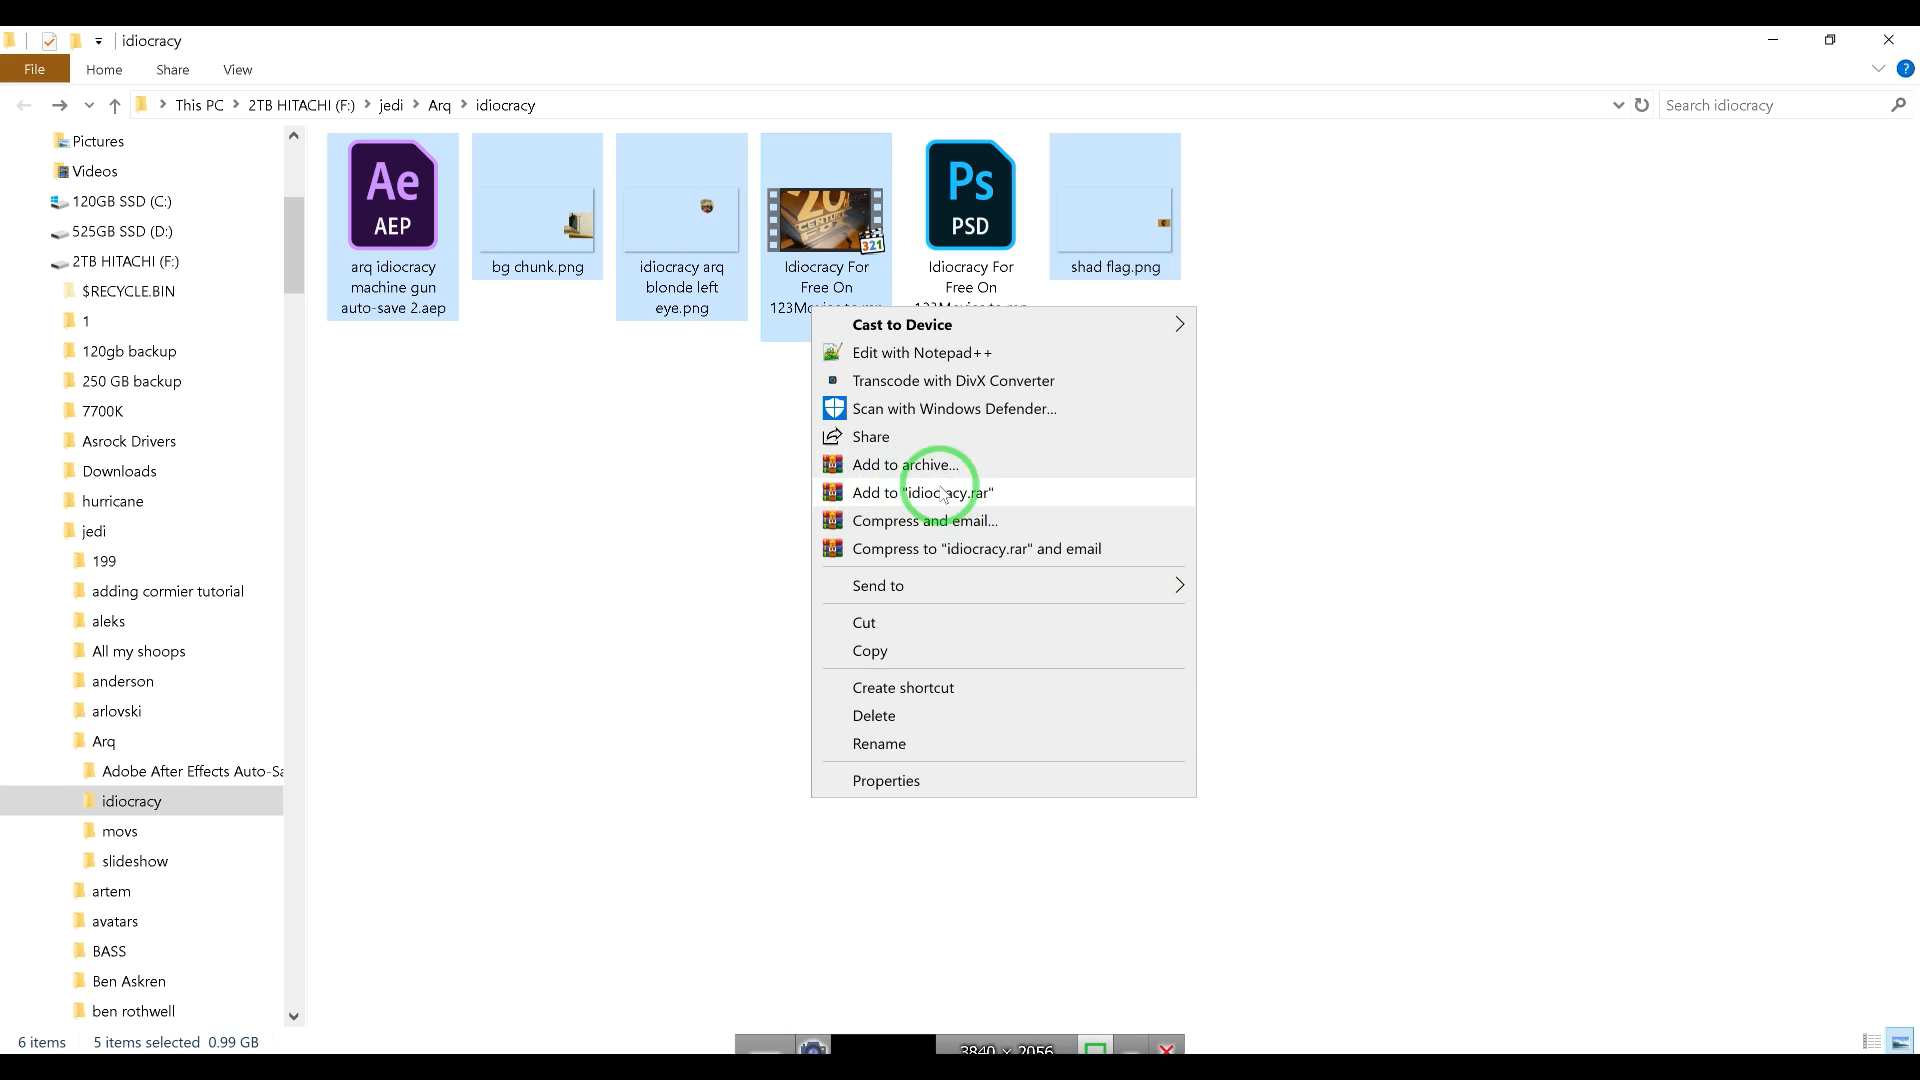 idiocracy
File
Home
Share
View
This PC
2TB HITACHI (F:)
jedi
Arq
idiocracy
Search idiocracy
Pictures
Videos
120GB SSD (C:)
525GB SSD (D:)
2TB HITACHI (F:)
$RECYCLE.BIN
1
120gb backup
250 GB backup
7700K
Asrock Drivers
Downloads
hurricane
jedi
199
adding cormier tutorial
aleks
All my shoops
anderson
arlovski
Arq
Adobe After Effects Auto-Sa
idiocracy
movs
slideshow
artem
avatars
BASS
Ben Askren
ben rothwell
Ae
AEP
arq idiocracy
machine gun
auto-save 2.aep
bg chunk.png
idiocracy arq
blonde left
eye.png
20
CENTURY
FOX
321
Idiocracy For
Free On
Ps
PSD
Idiocracy For
Free On
shad flag.png
Cast to Device
Edit with Notepad++
Transcode with DivX Converter
Scan with Windows Defender...
Share
Add to archive...
Add to "idiocracy.rar"
Compress and email...
Compress to "idiocracy.rar" and email
Send to
Cut
Copy
Create shortcut
Delete
Rename
Properties
6 items
5 items selected 0.99 GB
3840 × 2056